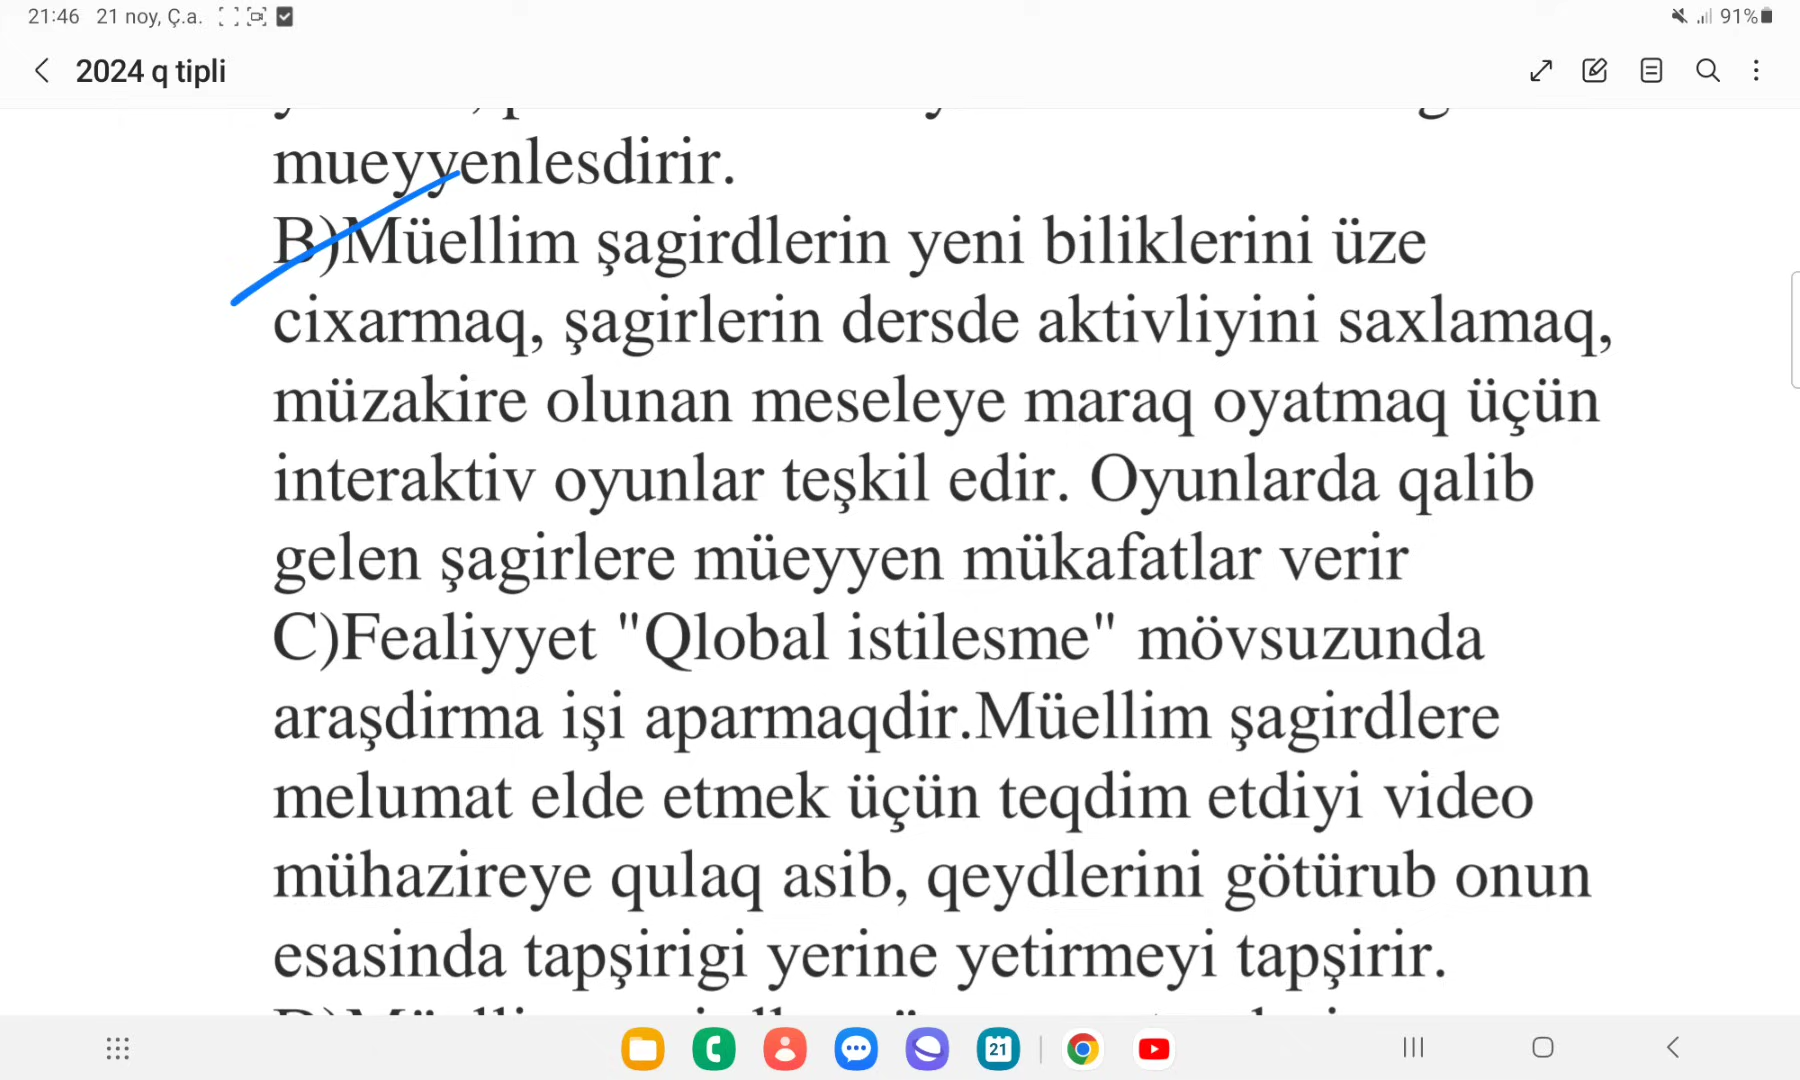 21:46 21 noy, Ç.a. 91%
2024 q tipli
mueyyenlesdirir.
B)Müellim şagirdlerin yeni biliklerini üze
cixarmaq, şagirlerin dersde aktivliyini saxlamaq,
müzakire olunan meseleye maraq oyatmaq üçün
interaktiv oyunlar teşkil edir. Oyunlarda qalib
gelen şagirlere müeyyen mükafatlar verir
C)Fealiyyet "Qlobal istilesme" mövsuzunda
araşdirma işi aparmaqdir.Müellim şagirdlere
melumat elde etmek üçün teqdim etdiyi video
mühazireye qulaq asib, qeydlerini götürub onun
esasinda tapşirigi yerine yetirmeyi tapşirir.
21